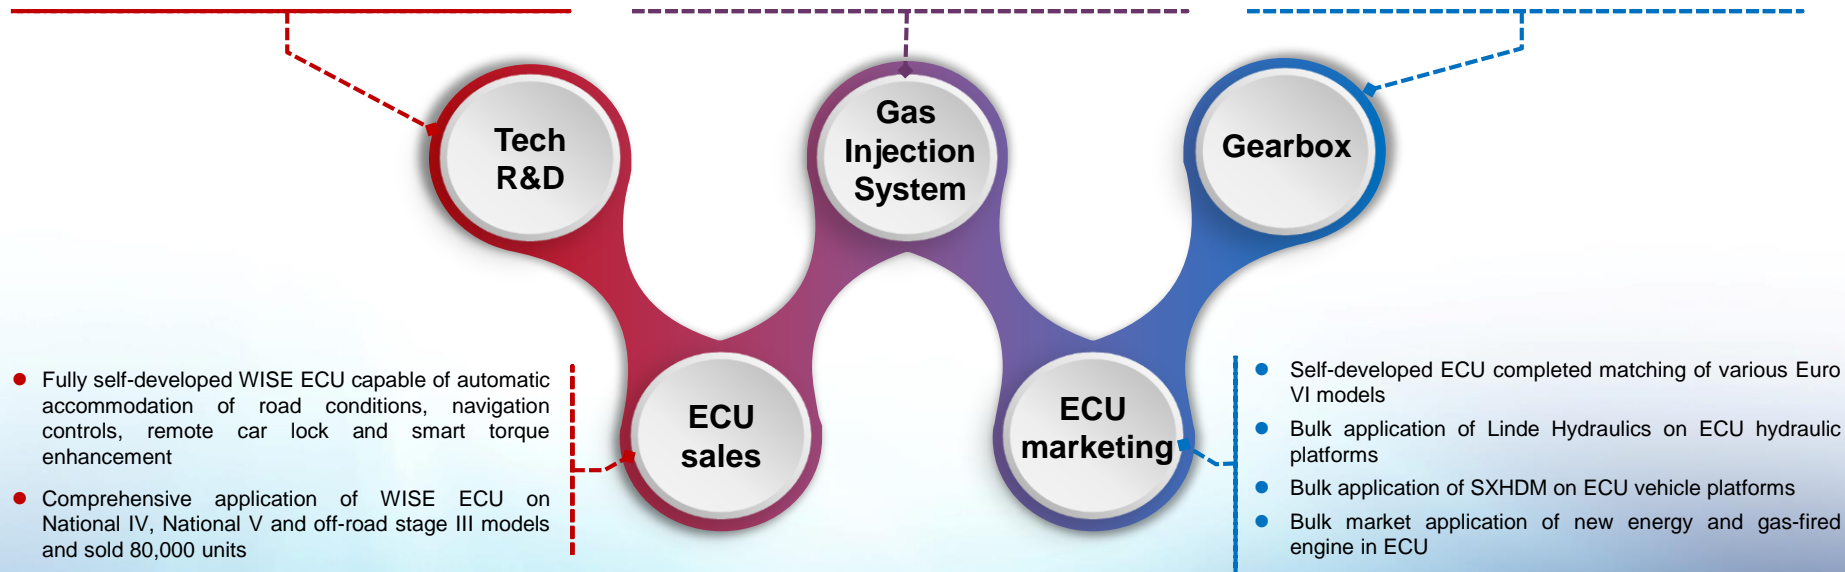 Tech
R&D
Gas
Injection
System
Gearbox
Fully self-developed WISE ECU capable of automatic
accommodation of road conditions, navigation
controls, remote car lock and smart torque
enhancement
Comprehensive application of WISE ECU on
National IV, National V and off-road stage III models
and sold 80,000 units
ECU
sales
ECU
marketing
Self-developed ECU completed matching of various Euro
VI models
Bulk application of Linde Hydraulics on ECU hydraulic
platforms
Bulk application of SXHDM on ECU vehicle platforms
Bulk market application of new energy and gas-fired
engine in ECU